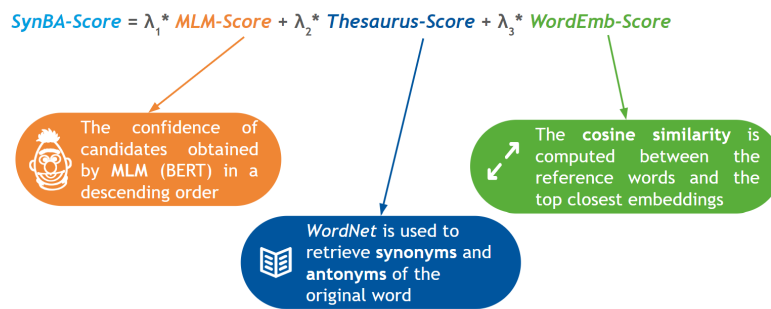 SynBA-Score = λ₁* MLM-Score + λ₂* Thesaurus-Score + λ₃* WordEmb-Score
The confidence of
candidates obtained
by MLM (BERT) in a
descending order
The cosine similarity is
computed between the
reference words and the
top closest embeddings
WordNet is used to
retrieve synonyms and
antonyms of the
original word